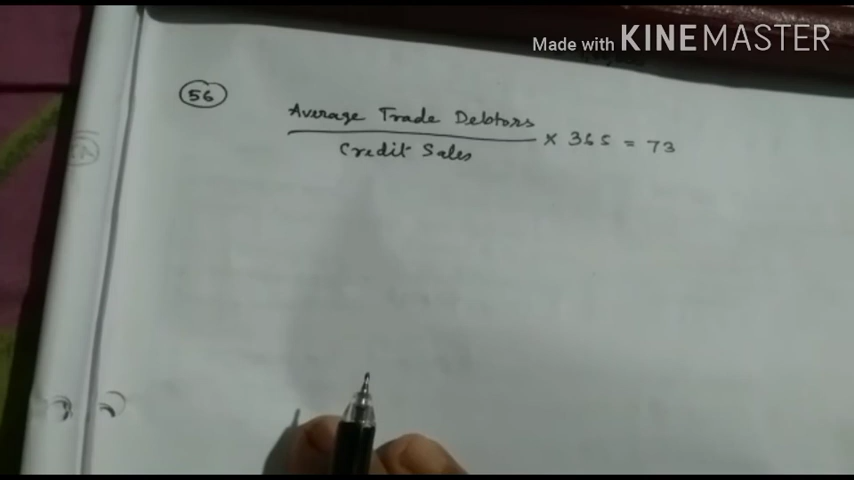 Made with KINEMASTER
56
Average Trade Debtors
Credit Sales
× 365 = 73